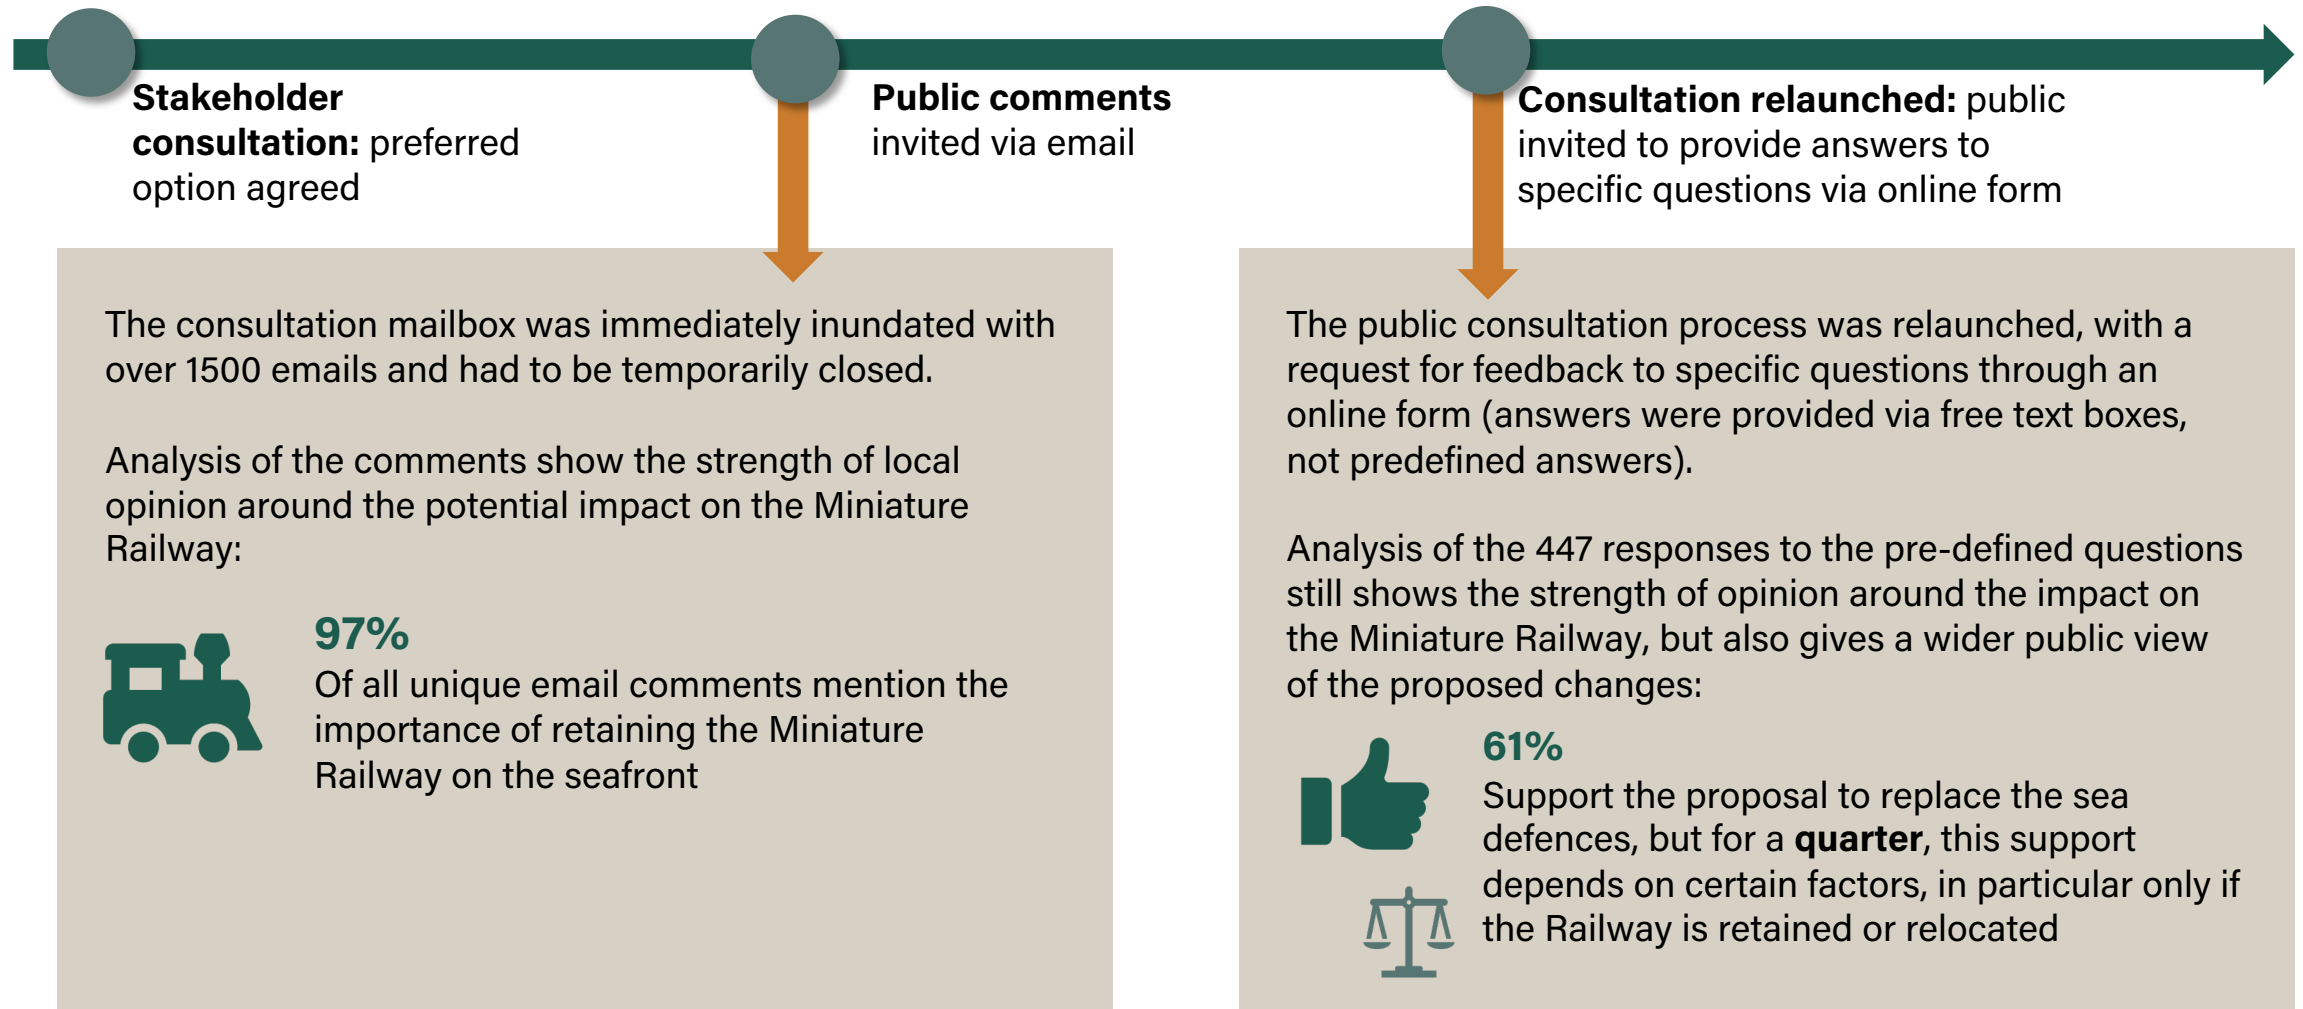 Stakeholder
consultation: preferred
option agreed
Public comments
invited via email
Consultation relaunched: public
invited to provide answers to
specific questions via online form
The consultation mailbox was immediately inundated with
over 1500 emails and had to be temporarily closed.
Analysis of the comments show the strength of local
opinion around the potential impact on the Miniature
Railway:
97%
Of all unique email comments mention the
importance of retaining the Miniature
Railway on the seafront
The public consultation process was relaunched, with a
request for feedback to specific questions through an
online form (answers were provided via free text boxes,
not predefined answers).
Analysis of the 447 responses to the pre-defined questions
still shows the strength of opinion around the impact on
the Miniature Railway, but also gives a wider public view
of the proposed changes:
61%
Support the proposal to replace the sea
defences, but for a quarter, this support
depends on certain factors, in particular only if
the Railway is retained or relocated